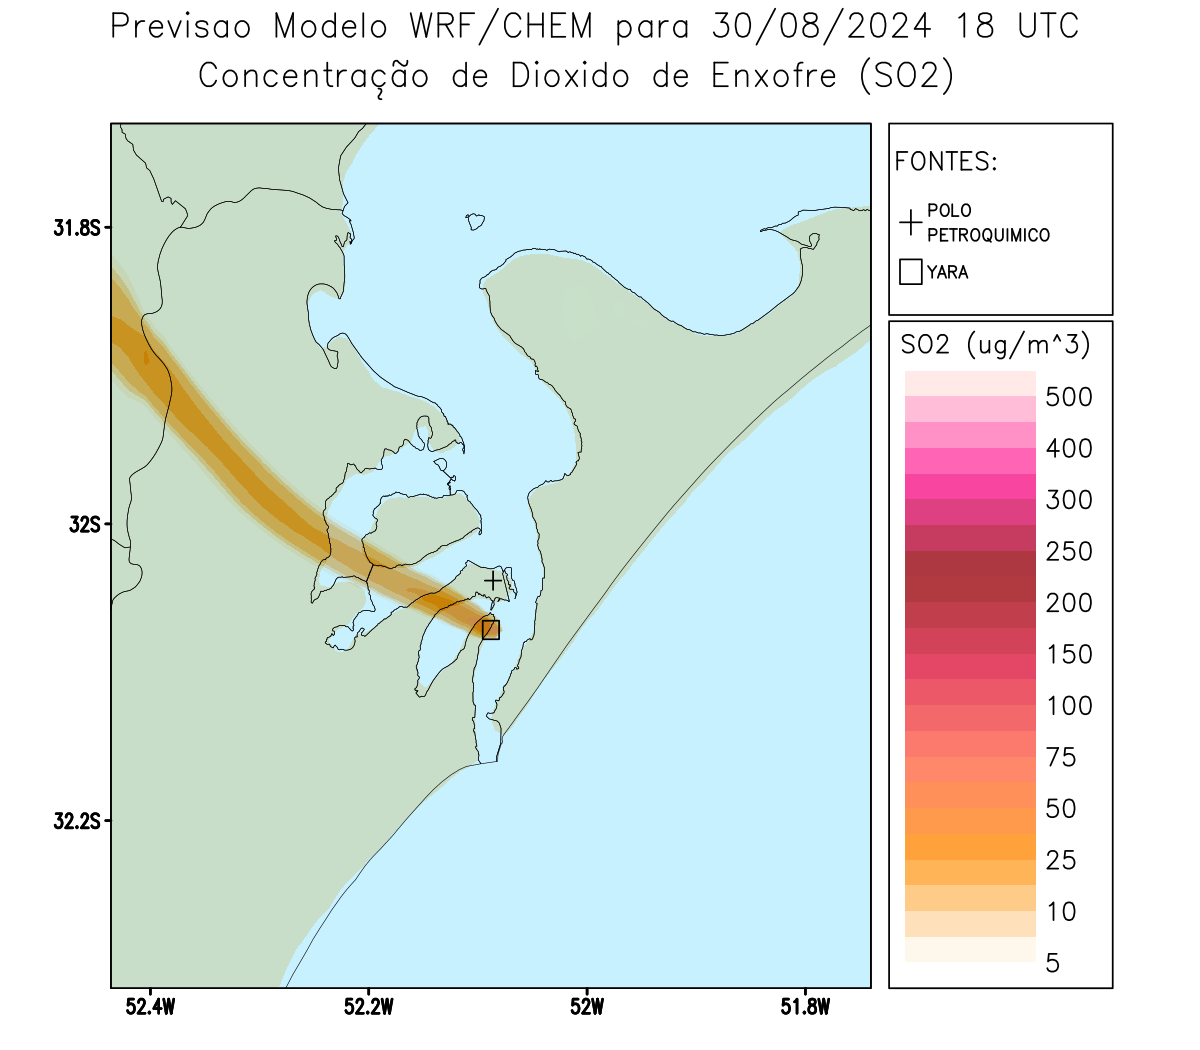 Previsao Modelo WRF/CHEM para 30/08/2024 18 UTC
Concentração de Dioxido de Enxofre (SO2)
FONTES:
POLO
PETROQUIMICO
YARA
SO2 (ug/m^3)
500
400
300
250
200
150
100
75
50
25
10
5
31.8S
32S
32.2S
52.4W
52.2W
52W
51.8W